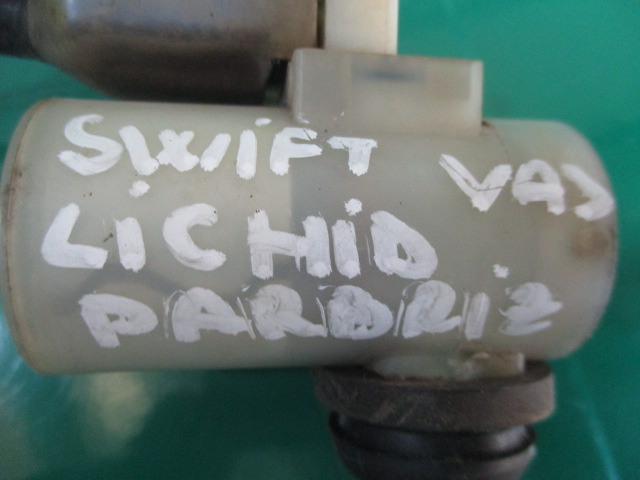 SWiFT VAS
LiCHiD
PARBRiZ